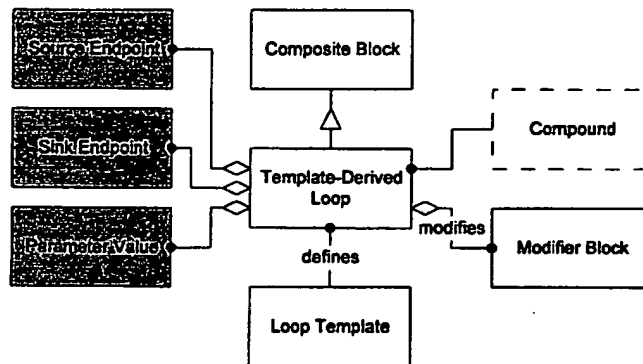 Source Endpoint
Composite Block
Sink Endpoint
Compound
Template-Derived
Loop
Parameter Value
modifies
Modifier Block
defines
Loop Template